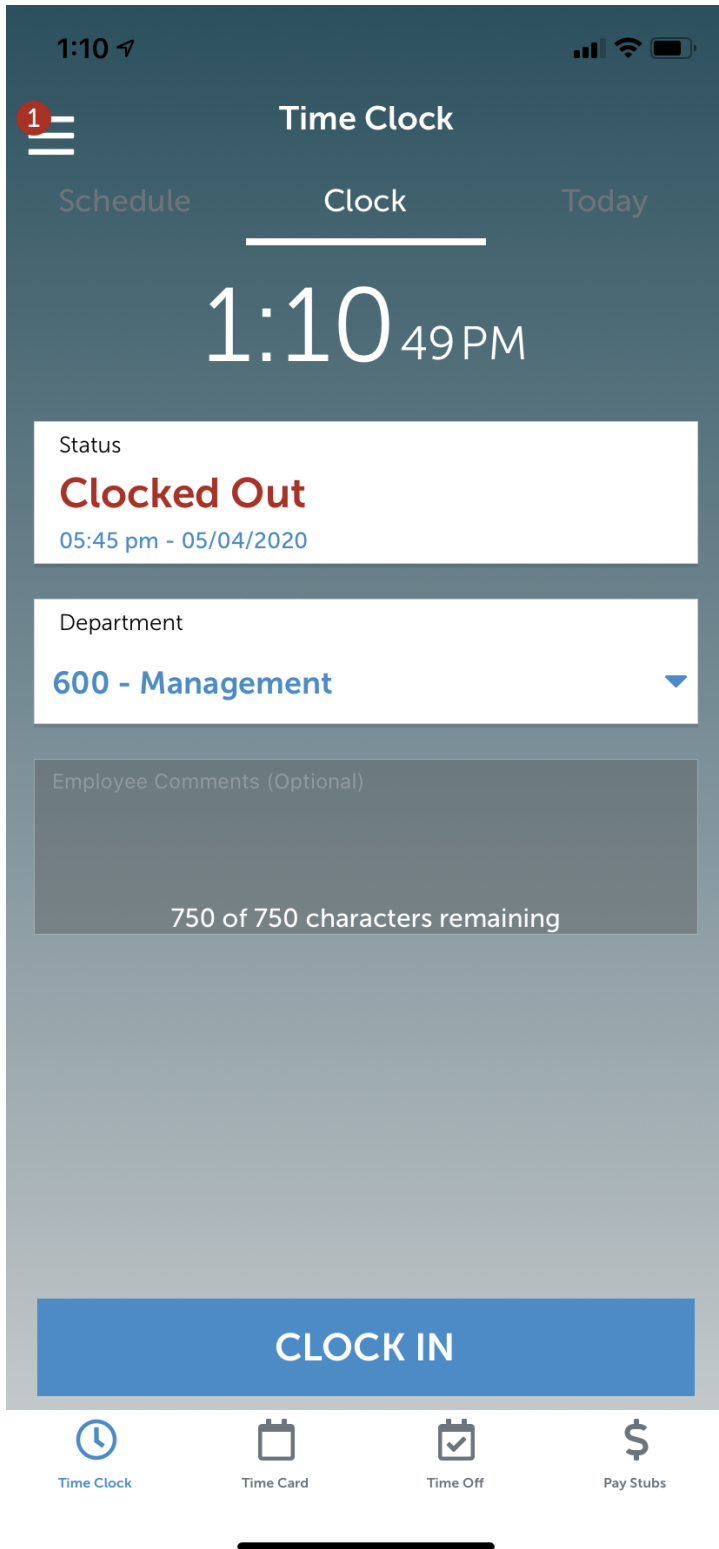 1:10
1
Time Clock
Schedule Clock Today
1:10 49 PM
Status
Clocked Out
05:45 pm - 05/04/2020
Department
600 - Management
Employee Comments (Optional)
750 of 750 characters remaining
CLOCK IN
Time Clock Time Card Time Off Pay Stubs